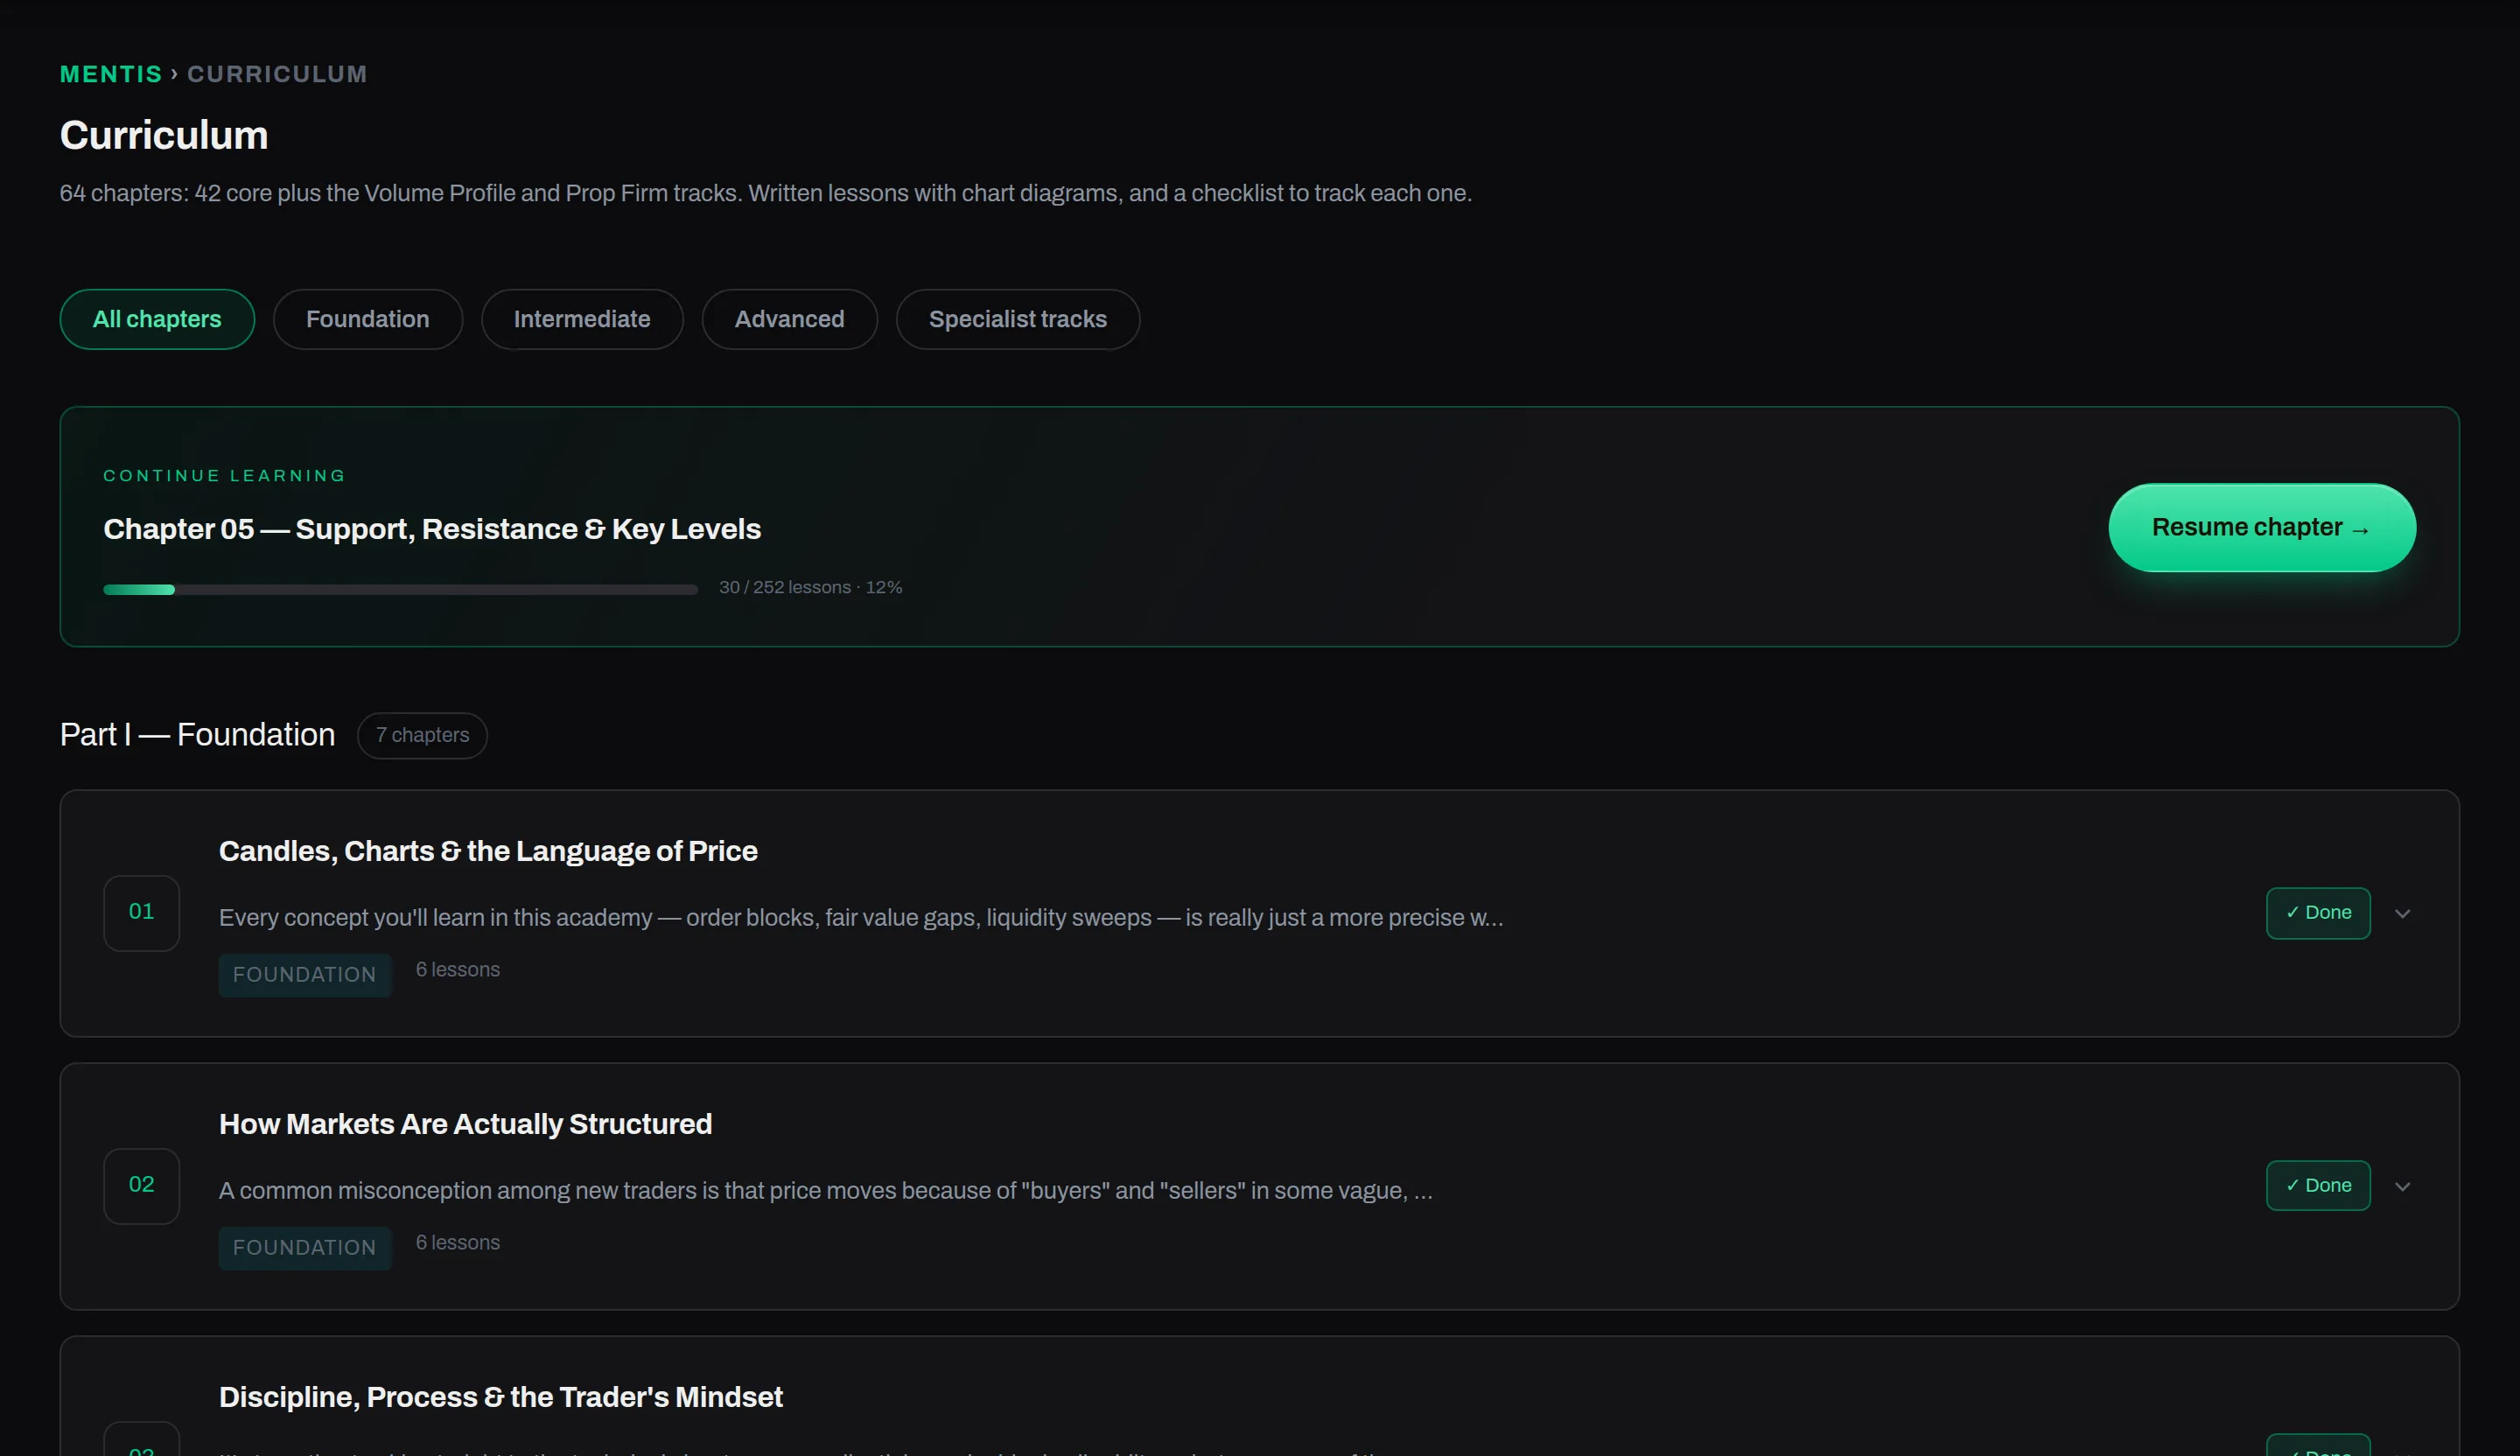 MENTIS › CURRICULUM
Curriculum
64 chapters: 42 core plus the Volume Profile and Prop Firm tracks. Written lessons with chart diagrams, and a checklist to track each one.
All chapters
Foundation
Intermediate
Advanced
Specialist tracks
CONTINUE LEARNING
Chapter 05 — Support, Resistance & Key Levels
30 / 252 lessons · 12%
Resume chapter →
Part I — Foundation
7 chapters
01
Candles, Charts & the Language of Price
Every concept you'll learn in this academy — order blocks, fair value gaps, liquidity sweeps — is really just a more precise w...
FOUNDATION
6 lessons
✓ Done
02
How Markets Are Actually Structured
A common misconception among new traders is that price moves because of "buyers" and "sellers" in some vague, ...
FOUNDATION
6 lessons
✓ Done
Discipline, Process & the Trader's Mindset